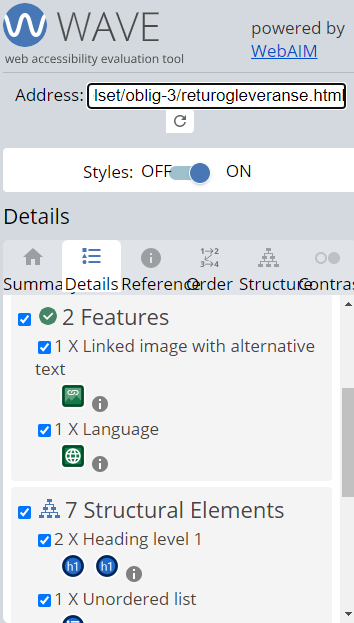 WAVE
powered by
WebAIM
web accessibility evaluation tool
Address: lset/oblig-3/returogleveranse.html
Styles: OFF ON
Details
Summary Details Reference Order Structure Contras
2 Features
1 X Linked image with alternative
text
1 X Language
7 Structural Elements
2 X Heading level 1
h1 h1
1 X Unordered list